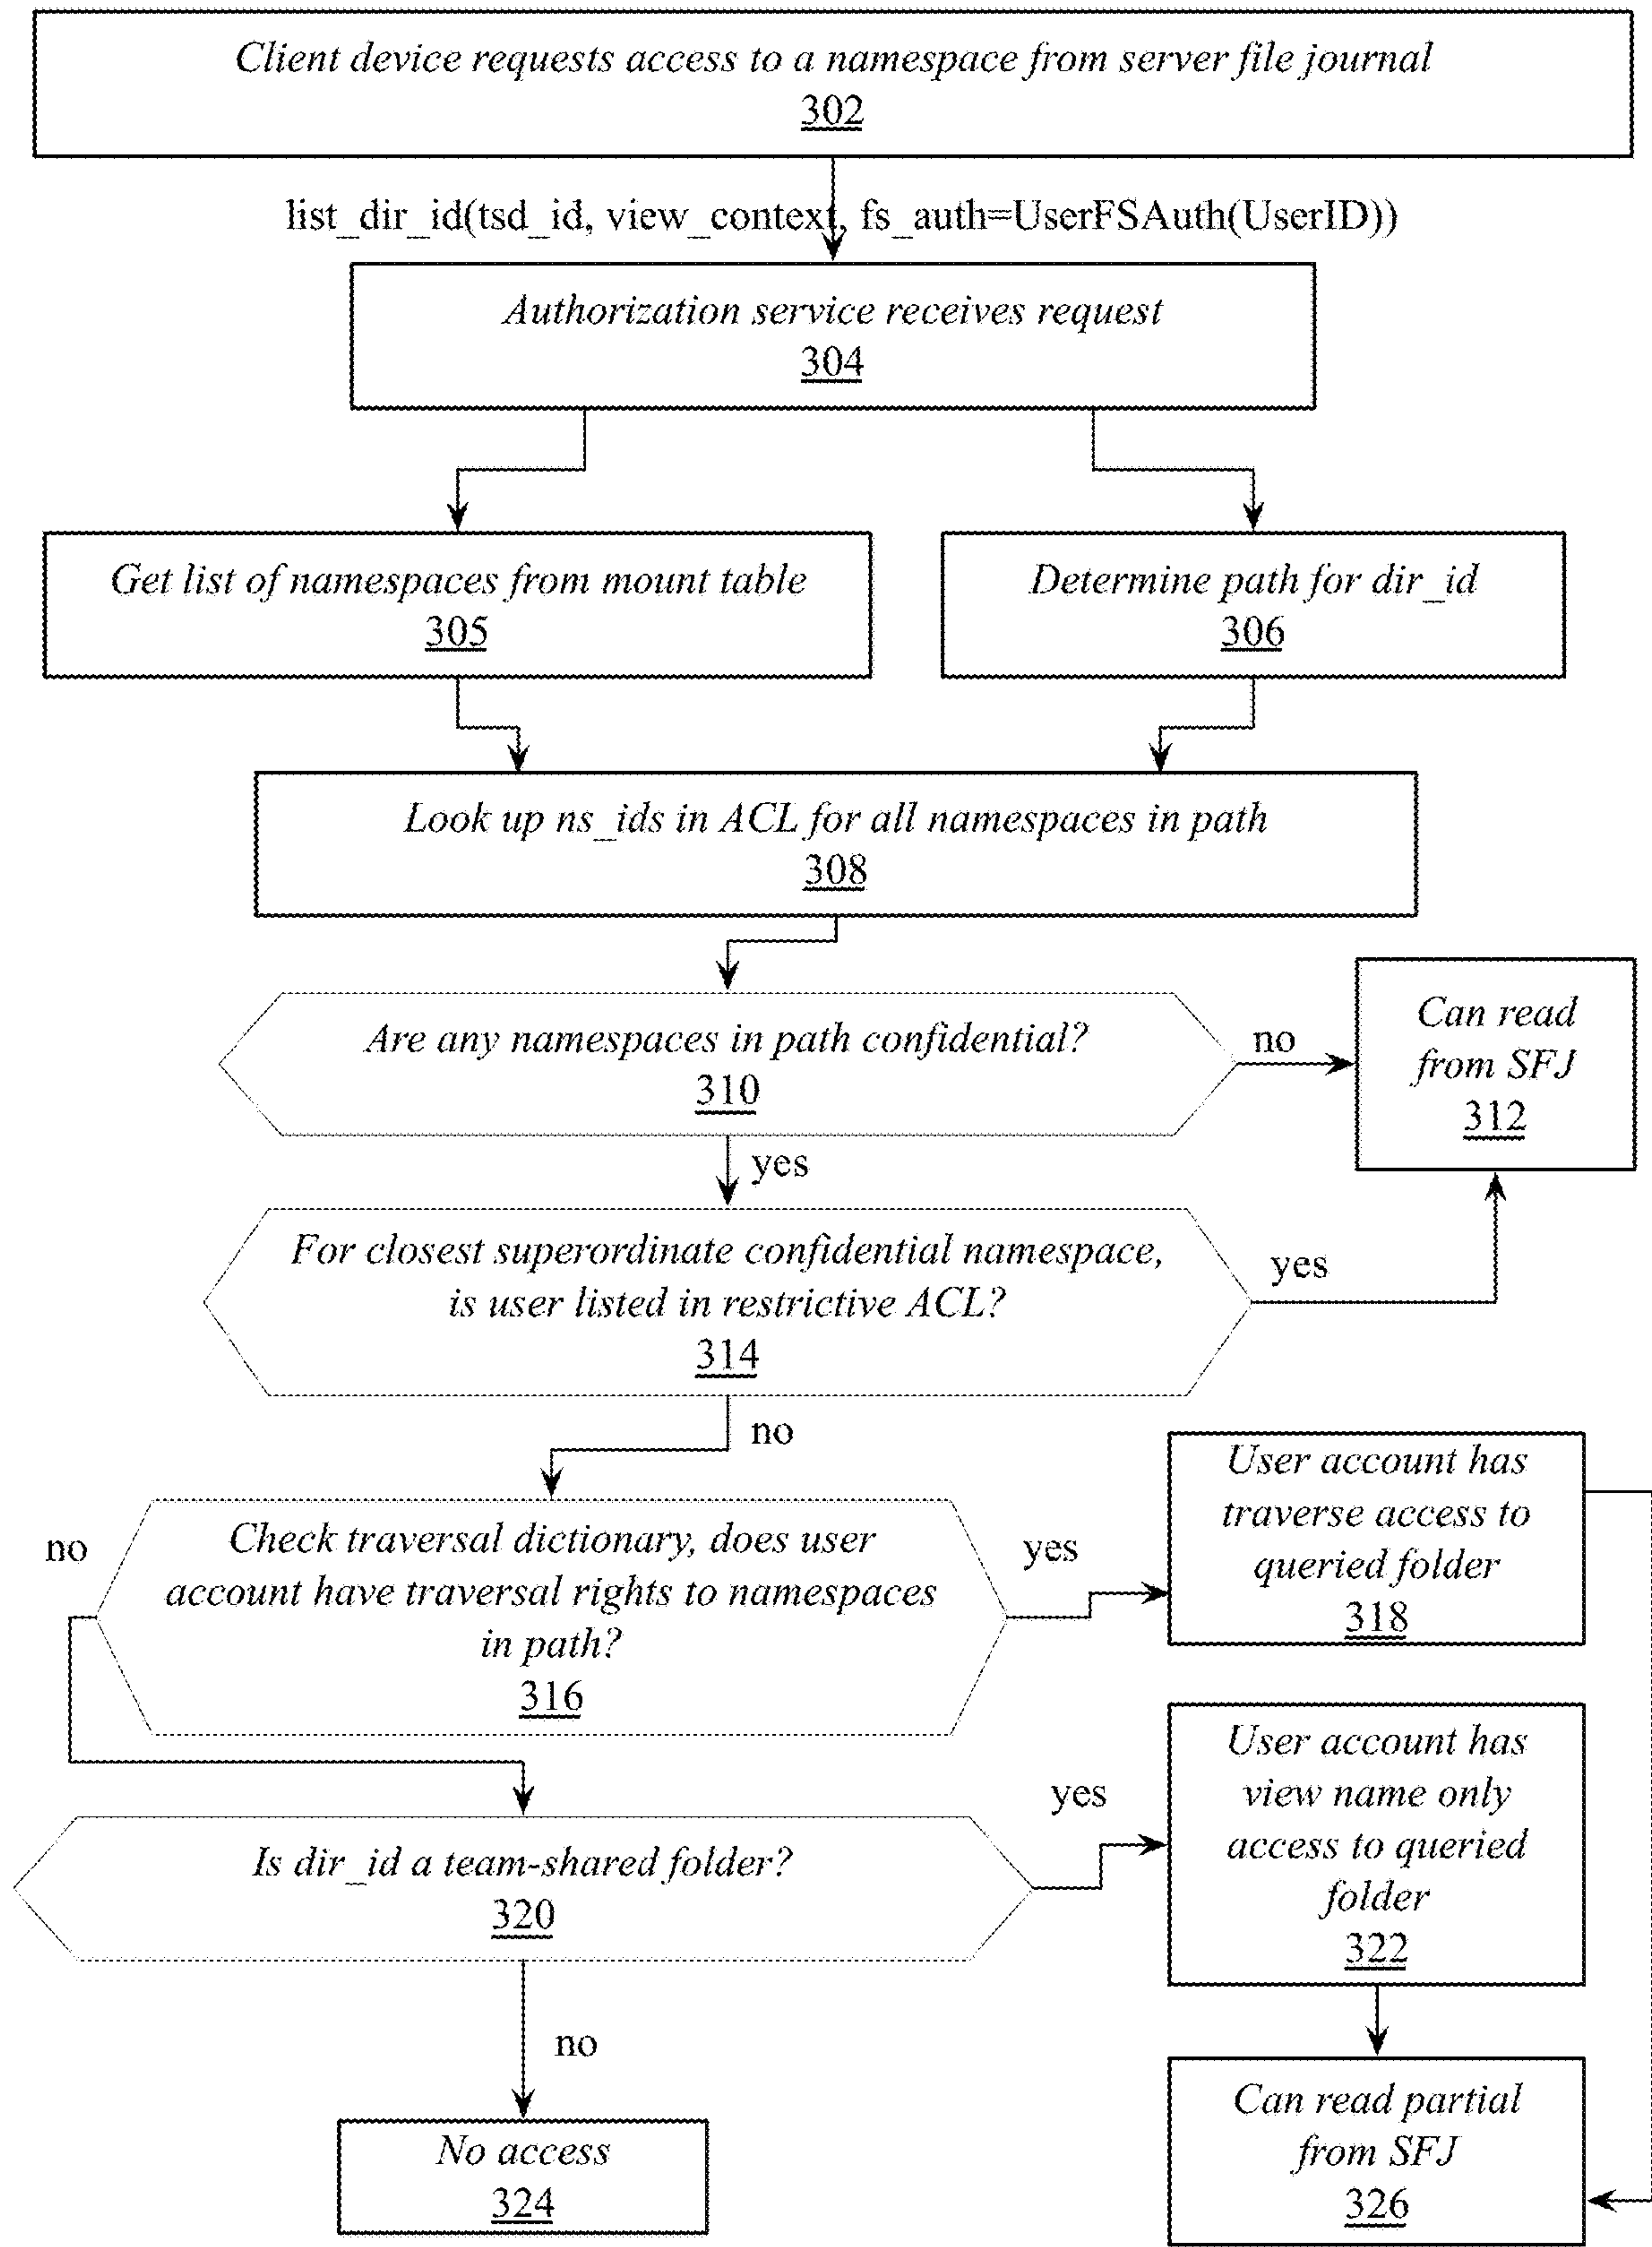 Client device requests access to a namespace from server file journal
302
list_dir_id(tsd_id, view_context, fs_auth=UserFSAuth(UserID))
Authorization service receives request
304
Get list of namespaces from mount table
305
Determine path for dir_id
306
Look up ns_ids in ACL for all namespaces in path
308
Are any namespaces in path confidential?
310
no
Can read
from SFJ
312
yes
For closest superordinate confidential namespace,
is user listed in restrictive ACL?
314
yes
no
Check traversal dictionary, does user
account have traversal rights to namespaces
in path?
316
no
yes
User account has
traverse access to
queried folder
318
Is dir_id a team-shared folder?
320
yes
User account has
view name only
access to queried
folder
322
no
No access
324
Can read partial
from SFJ
326